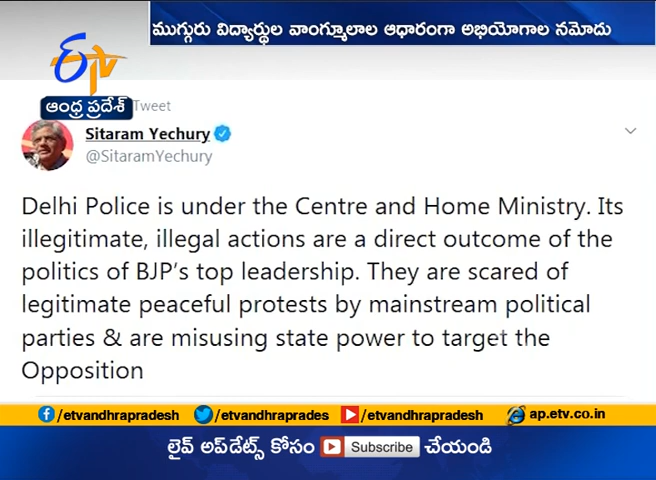 ముగ్గురు విద్యార్థుల వాంగ్మూలాల ఆధారంగా అభియోగాల నమోదు
etv
ఆంధ్ర ప్రదేశ్
Tweet
Sitaram Yechury
@SitaramYechury
Delhi Police is under the Centre and Home Ministry. Its
illegitimate, illegal actions are a direct outcome of the
politics of BJP's top leadership. They are scared of
legitimate peaceful protests by mainstream political
parties & are misusing state power to target the
Opposition
/etvandhrapradesh /etvandhraprades /etvandhrapradesh ap.etv.co.in
లైవ్ అప్‌డేట్స్ కోసం Subscribe చేయండి